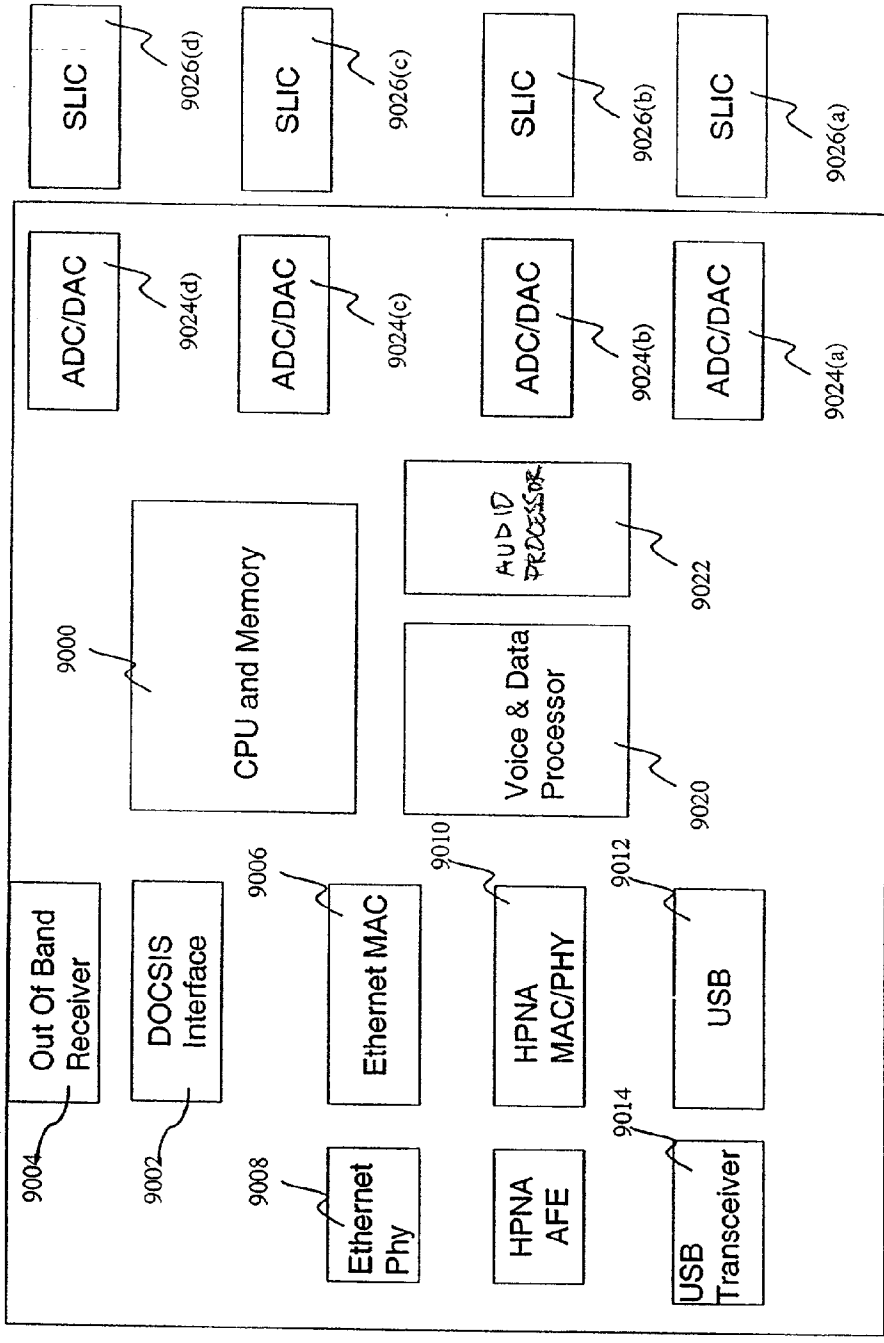 9004
Out Of Band
Receiver
ADC/DAC
SLIC
9000
9024(d)
9026(d)
9002
DOCSIS
Interface
CPU and Memory
9006
9008
Ethernet
Phy
Ethernet MAC
ADC/DAC
SLIC
9024(c)
9026(c)
9010
HPNA
AFE
HPNA
MAC/PHY
Voice & Data
Processor
AUDIO
PROCESSOR
ADC/DAC
SLIC
9014
9012
9020
9022
9024(b)
9026(b)
USB
Transceiver
USB
ADC/DAC
SLIC
9024(a)
9026(a)